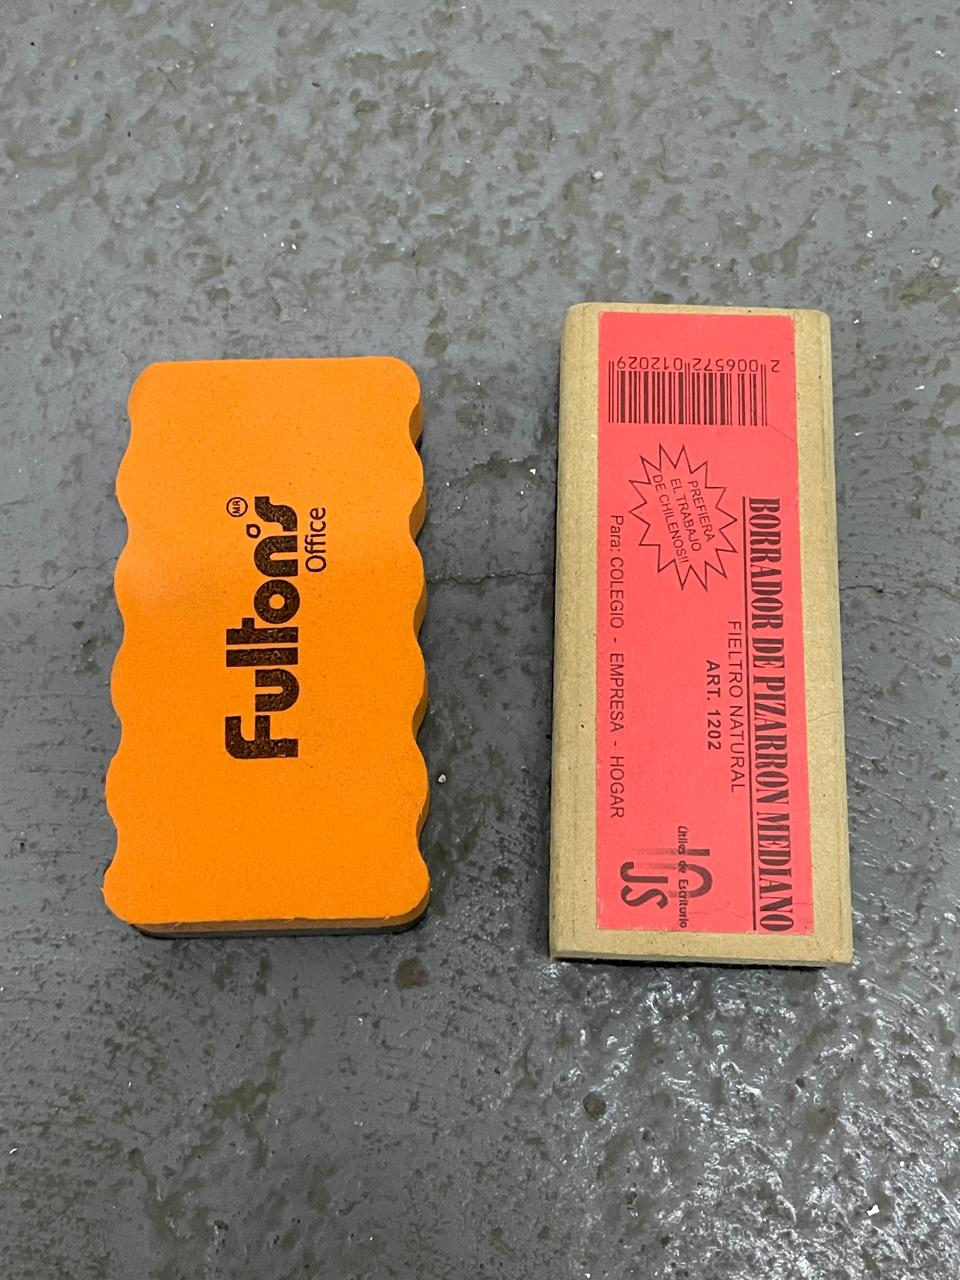 Fultons
MR
Office
2 006572 012029
PREFIERA
EL TRABAJO
DE CHILENOS!!
BORRADOR DE PIZARRON MEDIANO
FIELTRO NATURAL
ART. 1202
Para: COLEGIO - EMPRESA - HOGAR
Utiles de Escritorio
JS